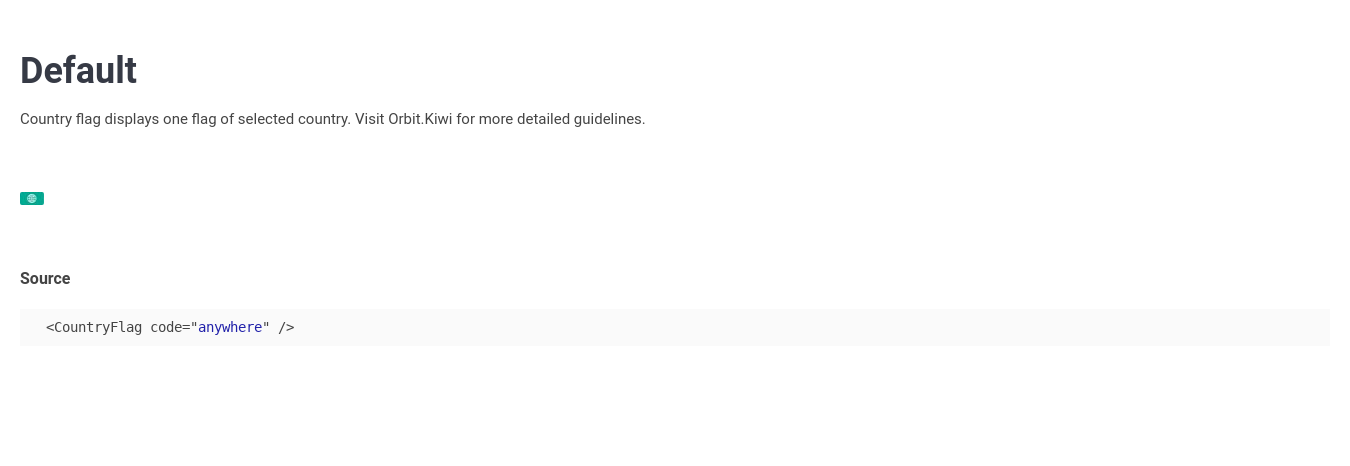 Default
Country flag displays one flag of selected country. Visit Orbit.Kiwi for more detailed guidelines.
Source
<CountryFlag code="anywhere" />